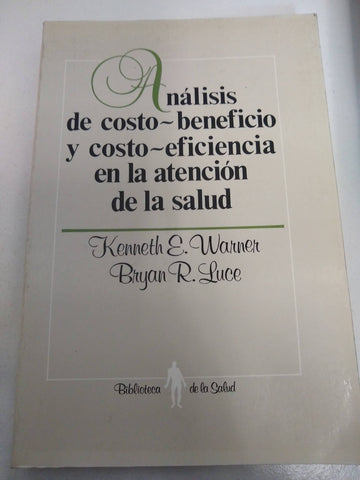 Análisis
de costo~beneficio
y costo~eficiencia
en la atención
de la salud
Kenneth E. Warner
Bryan R. Luce
Biblioteca de la Salud